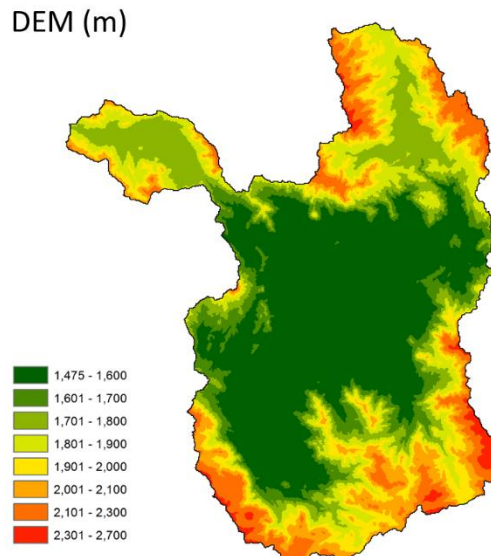 DEM (m)
1,475 - 1,600
1,601 - 1,700
1,701 - 1,800
1,801 - 1,900
1,901 - 2,000
2,001 - 2,100
2,101 - 2,300
2,301 - 2,700